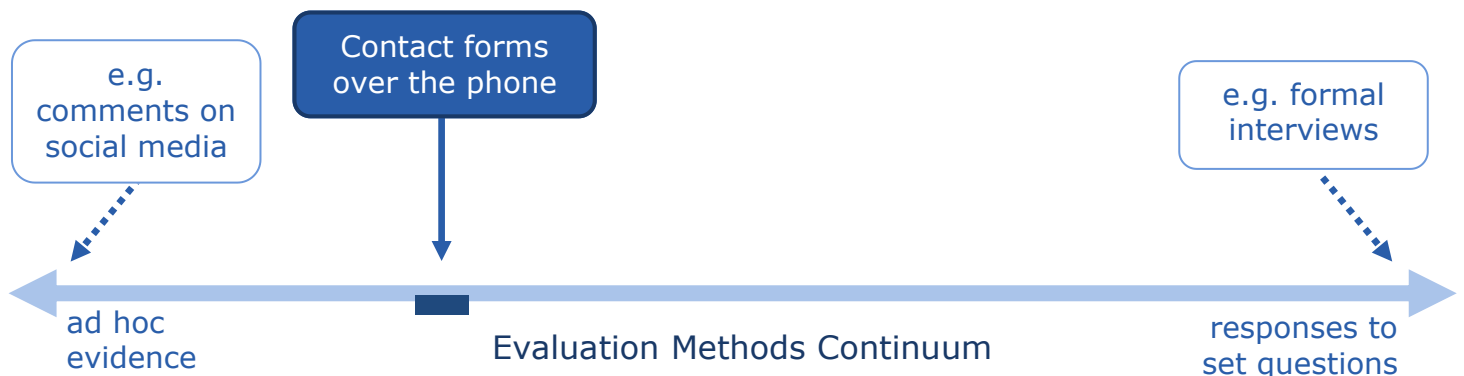 e.g.
comments on
social media
Contact forms
over the phone
e.g. formal
interviews
ad hoc
evidence
Evaluation Methods Continuum
responses to
set questions